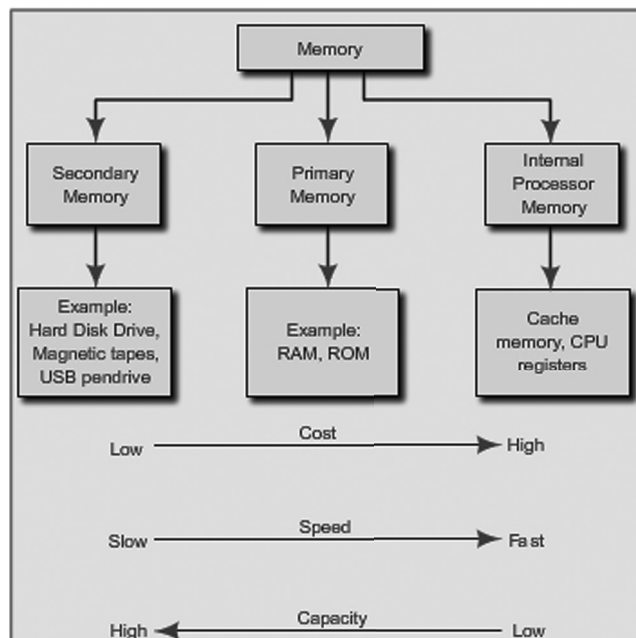 Memory
Secondary
Memory
Primary
Memory
Internal
Processor
Memory
Example:
Hard Disk Drive,
Magnetic tapes,
USB pendrive
Example:
RAM, ROM
Cache
memory, CPU
registers
Low
Cost
High
Slow
Speed
Fast
High
Capacity
Low